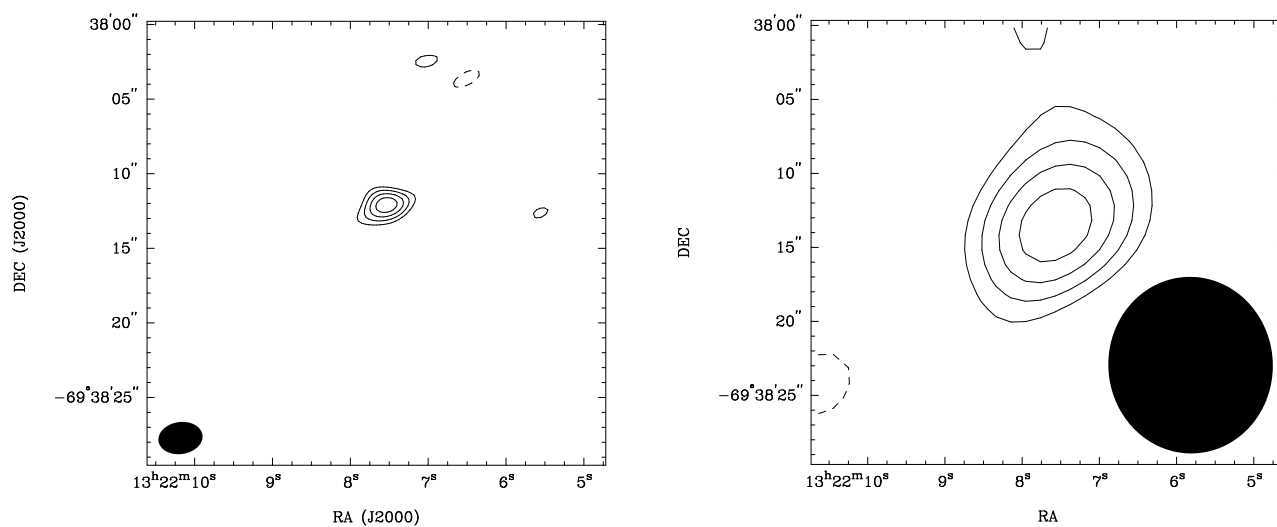 38'00"
05"
10"
15"
20"
−69°38'25"
DEC (J2000)
13ʰ22ᵐ10ˢ 9ˢ 8ˢ 7ˢ 6ˢ 5ˢ
RA (J2000)
38'00"
05"
10"
15"
20"
−69°38'25"
DEC
13ʰ22ᵐ10ˢ 9ˢ 8ˢ 7ˢ 6ˢ 5ˢ
RA